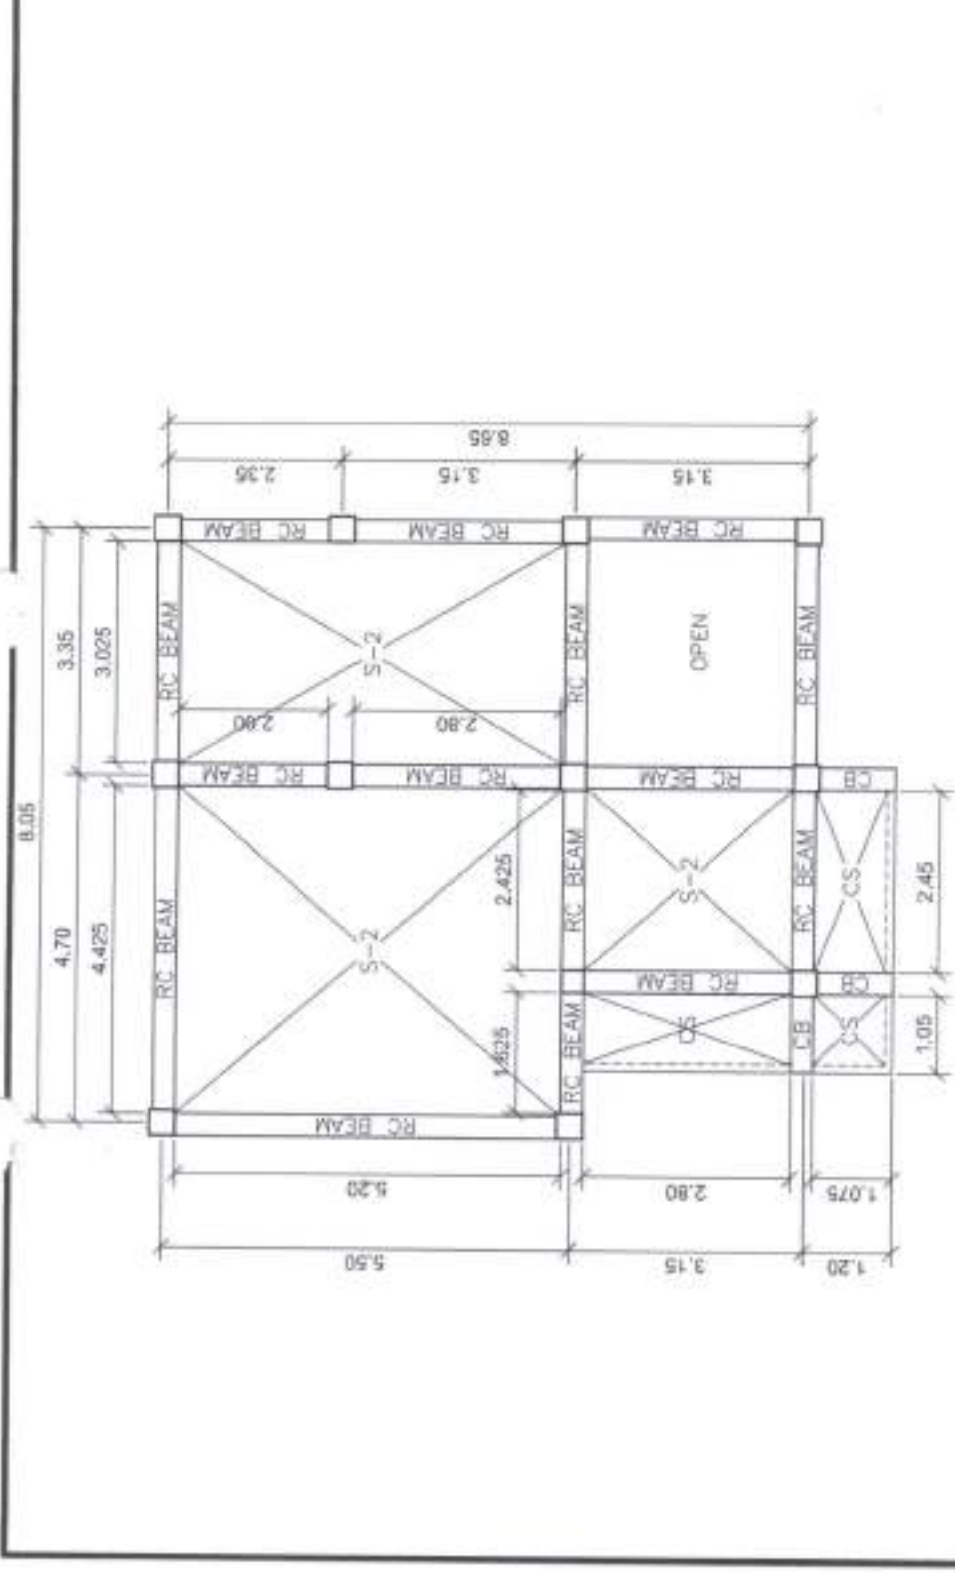 8.65
2.35
3.15
3.15
RC BEAM
RC BEAM
RC BEAM
8.05
3.35
3.025
RC BEAM
S-2
RC BEAM
OPEN
RC BEAM
2.80
RC BEAM
RC BEAM
RC BEAM
CB
4.70
4.425
RC BEAM
S-2
2.425
RC BEAM
S-2
RC BEAM
CS
2.45
RC BEAM
CB
1.625
RC BEAM
CS
CB
CS
1.05
RC BEAM
5.20
2.80
1.075
5.50
3.15
1.20